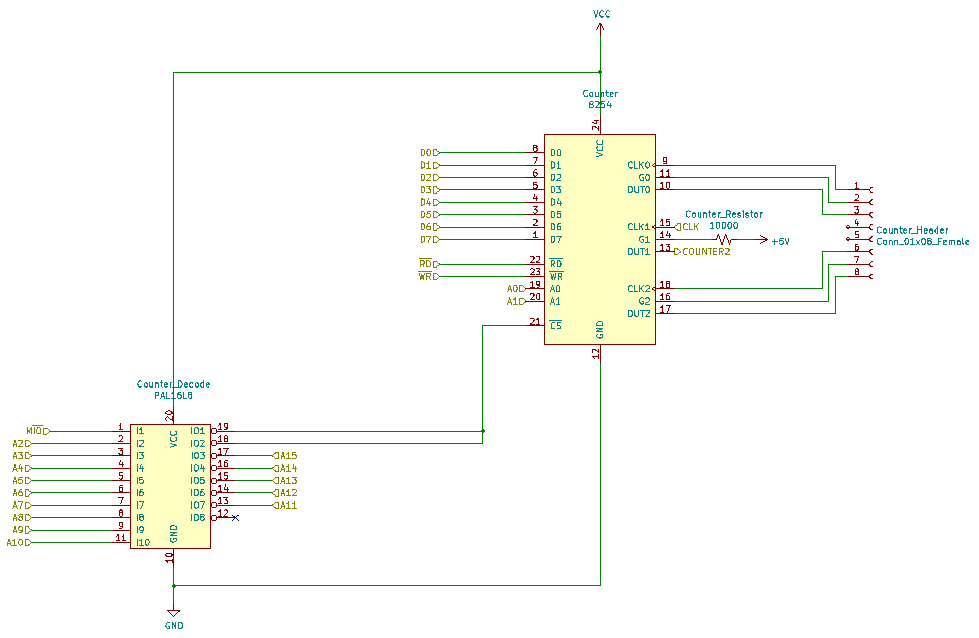 VCC
Counter
8254
24
VCC
D0 8 D0
D1 7 D1
D2 6 D2
D3 5 D3
D4 4 D4
D5 3 D5
D6 2 D6
D7 1 D7
RD 22 RD
WR 23 WR
A0 19 A0
A1 20 A1
21 CS
GND
12
CLK0 9
G0 11
OUT0 10
CLK1 15 CLK
G1 14
OUT1 13 COUNTER2
CLK2 18
G2 16
OUT2 17
Counter_Resistor
10000
+5V
1
2
3
4
5
6
7
8
Counter_Header
Conn_01x08_Female
Counter_Decode
PAL16L8
20
VCC
MIO 1 I1
A2 2 I2
A3 3 I3
A4 4 I4
A5 5 I5
A6 6 I6
A7 7 I7
A8 8 I8
A9 9 I9
A10 11 I10
IO1 19
IO2 18
IO3 17 A15
IO4 16 A14
IO5 15 A13
IO6 14 A12
IO7 13 A11
IO8 12
GND
10
GND